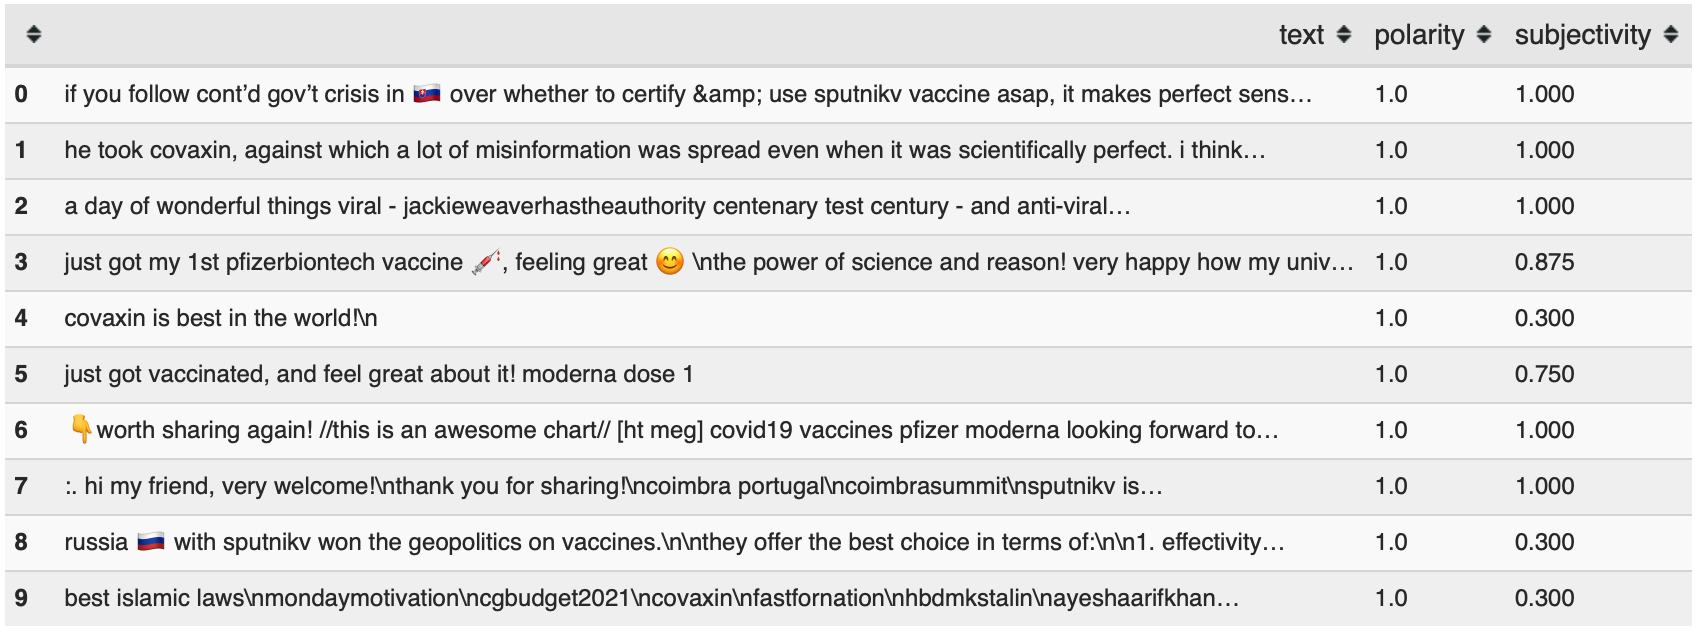 text polarity subjectivity
0 if you follow cont’d gov’t crisis in 🇸🇰 over whether to certify &amp; use sputnikv vaccine asap, it makes perfect sens… 1.0 1.000
1 he took covaxin, against which a lot of misinformation was spread even when it was scientifically perfect. i think… 1.0 1.000
2 a day of wonderful things viral - jackieweaverhastheauthority centenary test century - and anti-viral… 1.0 1.000
3 just got my 1st pfizerbiontech vaccine 💉, feeling great 😊 \nthe power of science and reason! very happy how my univ… 1.0 0.875
4 covaxin is best in the world!\n 1.0 0.300
5 just got vaccinated, and feel great about it! moderna dose 1 1.0 0.750
6 👇worth sharing again! //this is an awesome chart// [ht meg] covid19 vaccines pfizer moderna looking forward to… 1.0 1.000
7 :. hi my friend, very welcome!\nthank you for sharing!\ncoimbra portugal\ncoimbrasummit\nsputnikv is… 1.0 1.000
8 russia 🇷🇺 with sputnikv won the geopolitics on vaccines.\n\nthey offer the best choice in terms of:\n\n1. effectivity… 1.0 0.300
9 best islamic laws\nmondaymotivation\ncgbudget2021\ncovaxin\nfastfornation\nhbdmkstalin\nayeshaarifkhan… 1.0 0.300